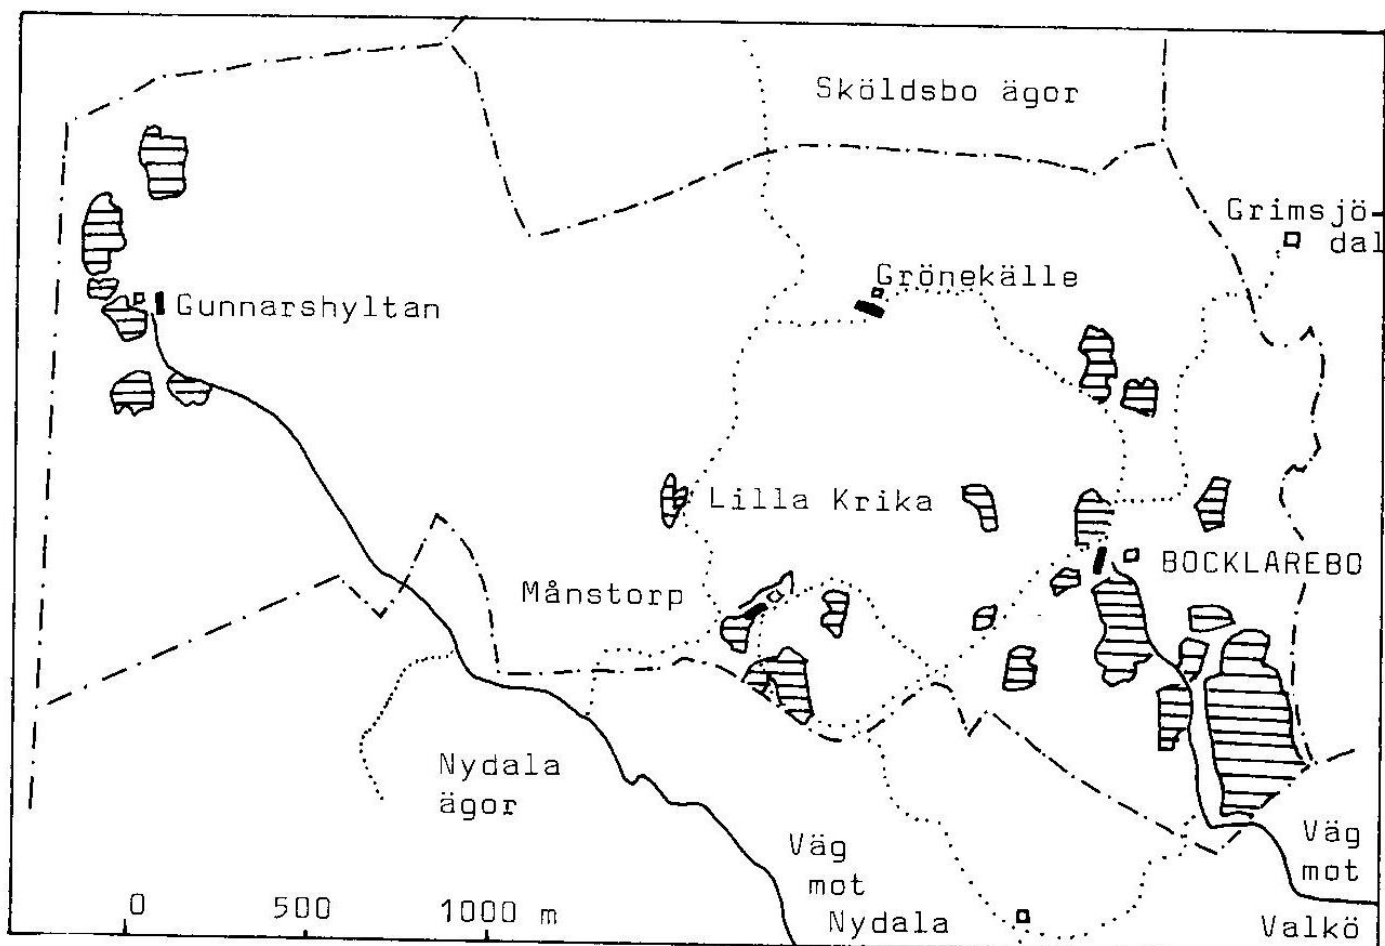 Sköldsbo ägor
Grimsjö-
dal
Grönekälle
Gunnarshyltan
Lilla Krika
BOCKLAREBO
Månstorp
Nydala
ägor
Väg
mot
Nydala
Väg
mot
Valkö
0 500 1000 m